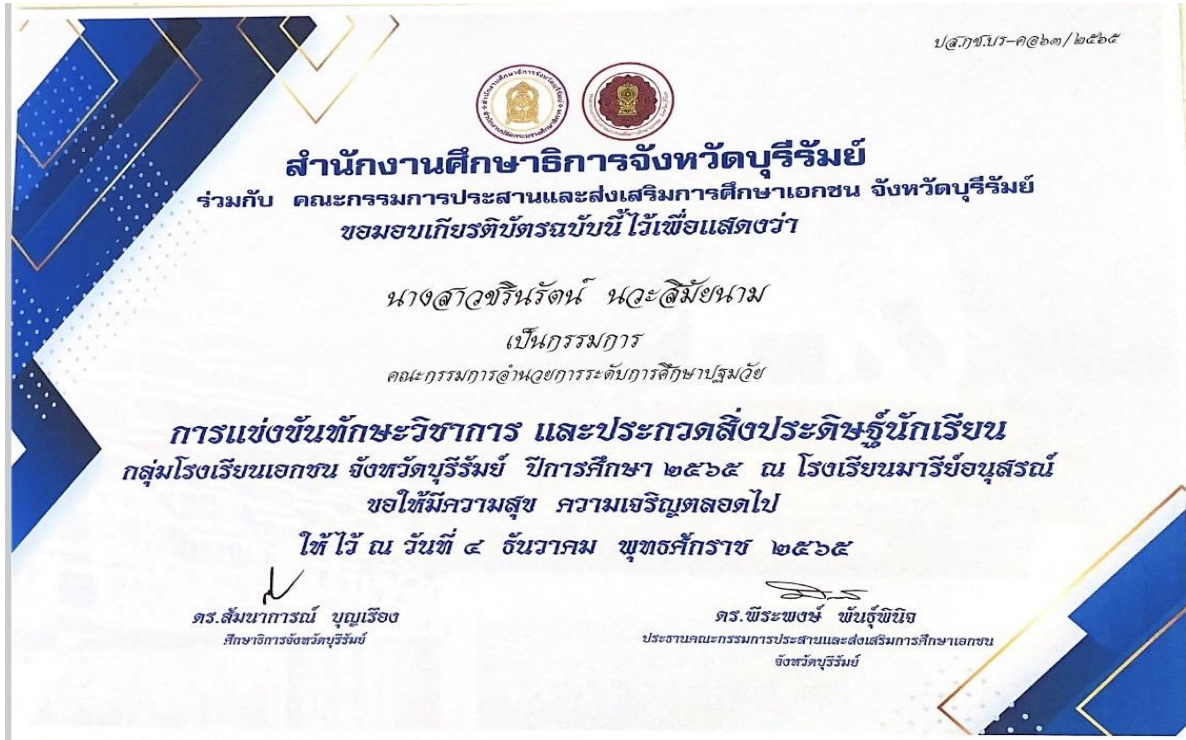 ปส.กช.บร-คอ๒๓/๒๕๖๕
สำนักงานศึกษาธิการจังหวัดบุรีรัมย์
ร่วมกับ คณะกรรมการประสานและส่งเสริมการศึกษาเอกชน จังหวัดบุรีรัมย์
ขอมอบเกียรติบัตรฉบับนี้ไว้เพื่อแสดงว่า
นางสาวชรินรัตน์ นวะสิมัยนาม
เป็นกรรมการ
คณะกรรมการอำนวยการระดับการศึกษาปฐมวัย
การแข่งขันทักษะวิชาการ และประกวดสิ่งประดิษฐ์นักเรียน
กลุ่มโรงเรียนเอกชน จังหวัดบุรีรัมย์ ปีการศึกษา ๒๕๖๕ ณ โรงเรียนมารีย์อนุสรณ์
ขอให้มีความสุข ความเจริญตลอดไป
ให้ไว้ ณ วันที่ ๔ ธันวาคม พุทธศักราช ๒๕๖๕
ดร.สัมนาการณ์ บุญเรือง
ศึกษาธิการจังหวัดบุรีรัมย์
ดร.พีระพงษ์ พันธุ์พินิจ
ประธานคณะกรรมการประสานและส่งเสริมการศึกษาเอกชน
จังหวัดบุรีรัมย์